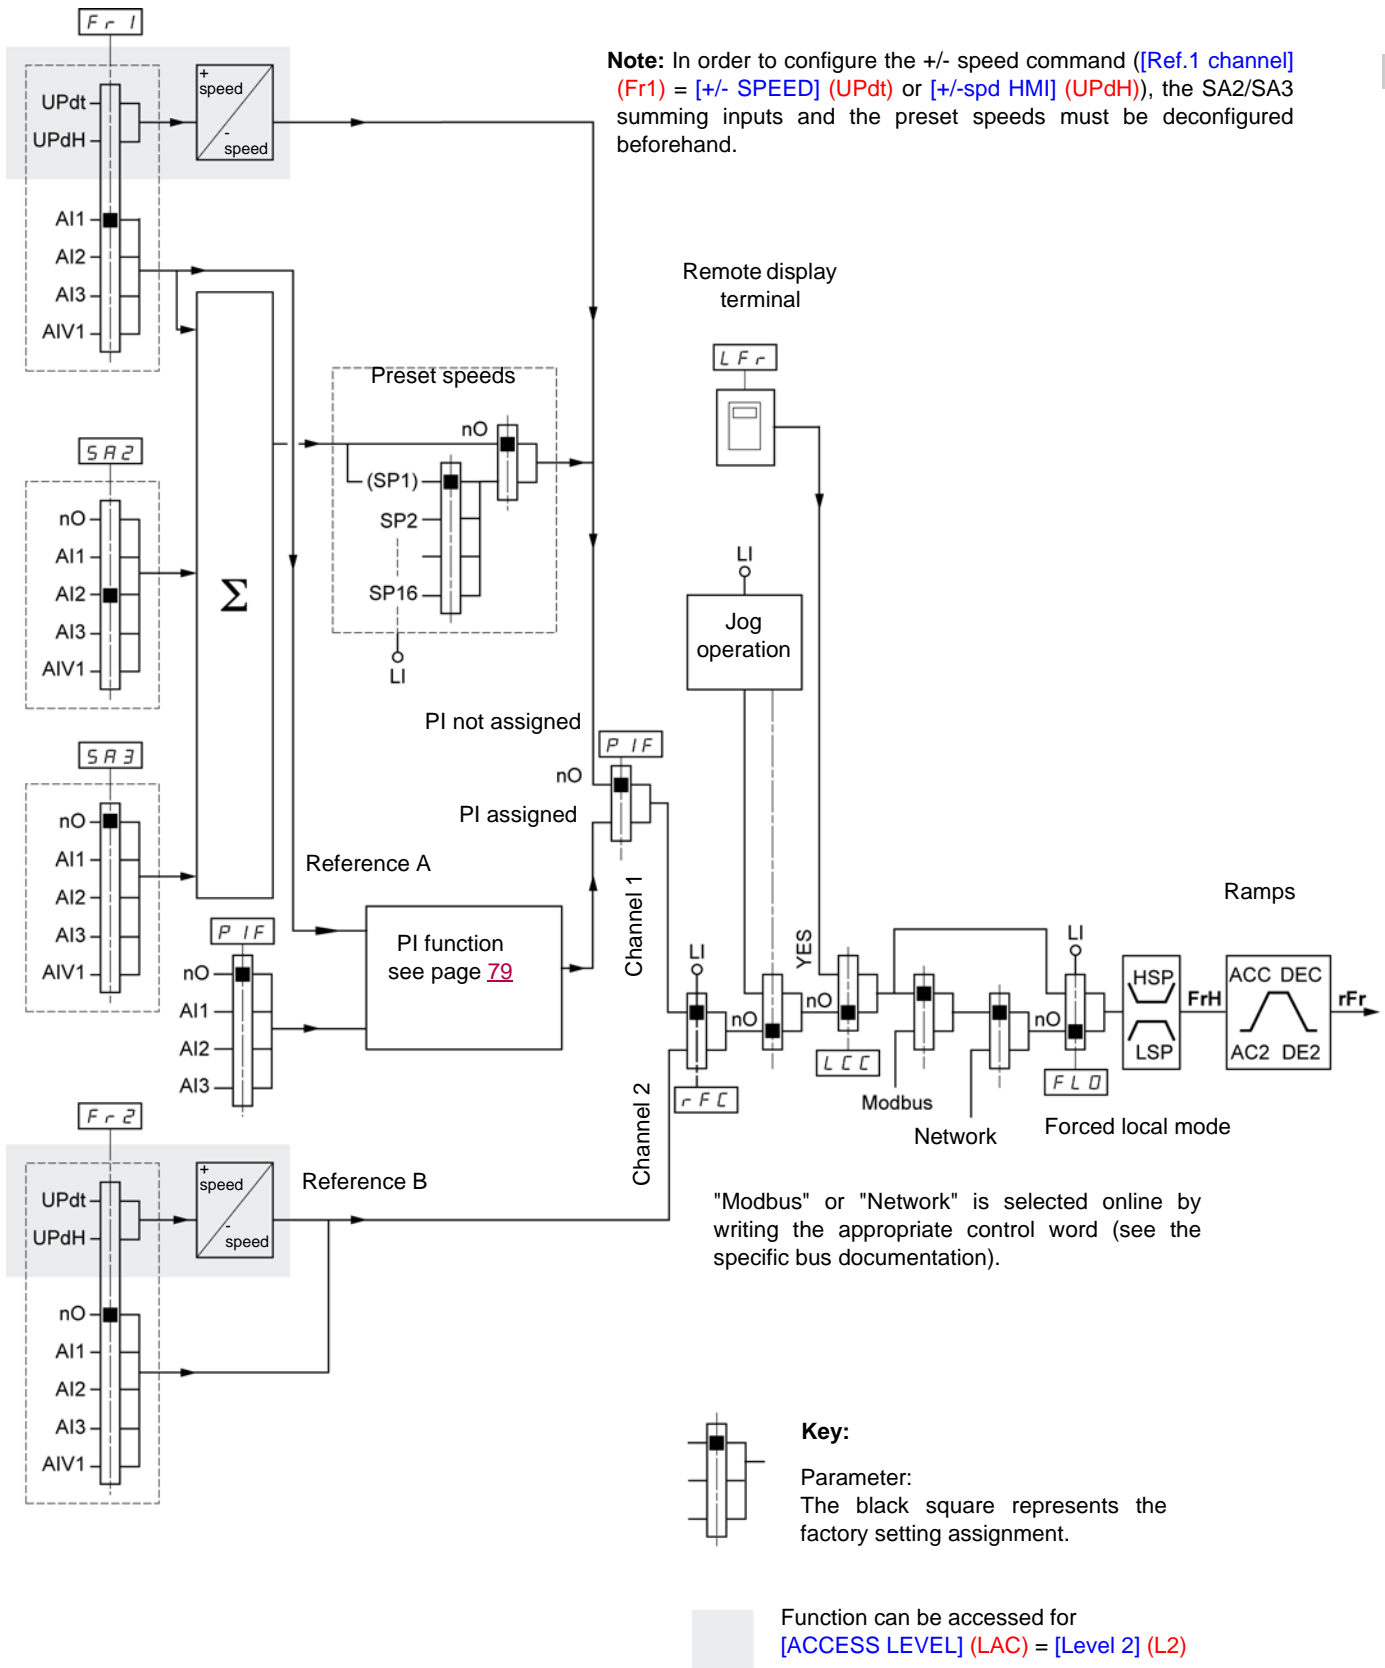 Fr1
Note: In order to configure the +/- speed command ([Ref.1 channel]
(Fr1) = [+/- SPEED] (UPdt) or [+/-spd HMI] (UPdH)), the SA2/SA3
summing inputs and the preset speeds must be deconfigured
beforehand.
UPdt
UPdH
+
speed
-
speed
AI1
AI2
AI3
AIV1
Remote display
terminal
LFr
Preset speeds
nO
(SP1)
SP2
SP16
LI
SA2
nO
AI1
AI2
AI3
AIV1
Σ
LI
Jog
operation
PI not assigned
PIF
nO
PI assigned
SA3
nO
AI1
AI2
AI3
AIV1
Reference A
PIF
nO
AI1
AI2
AI3
PI function
see page 79
Channel 1
Channel 2
LI
rFC
nO
YES
nO
LCC
Modbus
Network
nO
LI
FLO
Forced local mode
Ramps
HSP
LSP
FrH
ACC DEC
AC2 DE2
rFr
Fr2
UPdt
UPdH
+
speed
-
speed
Reference B
nO
AI1
AI2
AI3
AIV1
"Modbus" or "Network" is selected online by
writing the appropriate control word (see the
specific bus documentation).
Key:
Parameter:
The black square represents the
factory setting assignment.
Function can be accessed for
[ACCESS LEVEL] (LAC) = [Level 2] (L2)